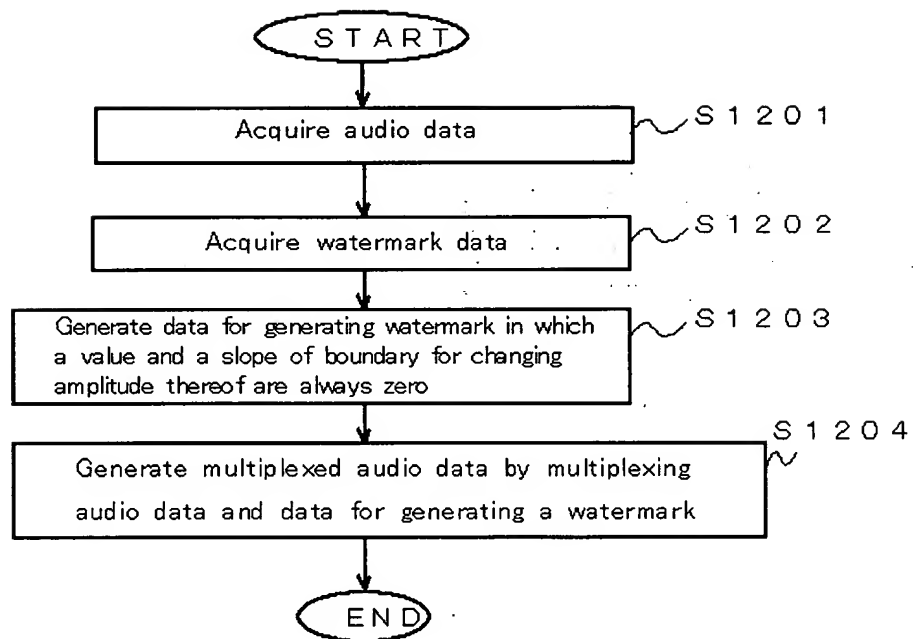 START
Acquire audio data
S1201
Acquire watermark data
S1202
Generate data for generating watermark in which
a value and a slope of boundary for changing
amplitude thereof are always zero
S1203
Generate multiplexed audio data by multiplexing
audio data and data for generating a watermark
S1204
END